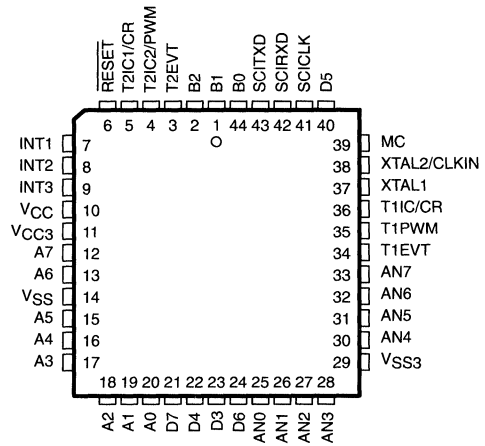 RESET T2IC1/CR T2IC2/PWM T2EVT B2 B1 B0 SCITXD SCIRXD SCICLK D5
6 5 4 3 2 1 44 43 42 41 40
INT1 7 39 MC
INT2 8 38 XTAL2/CLKIN
INT3 9 37 XTAL1
VCC 10 36 T1IC/CR
VCC3 11 35 T1PWM
A7 12 34 T1EVT
A6 13 33 AN7
VSS 14 32 AN6
A5 15 31 AN5
A4 16 30 AN4
A3 17 29 VSS3
18 19 20 21 22 23 24 25 26 27 28
A2 A1 A0 D7 D4 D3 D6 AN0 AN1 AN2 AN3